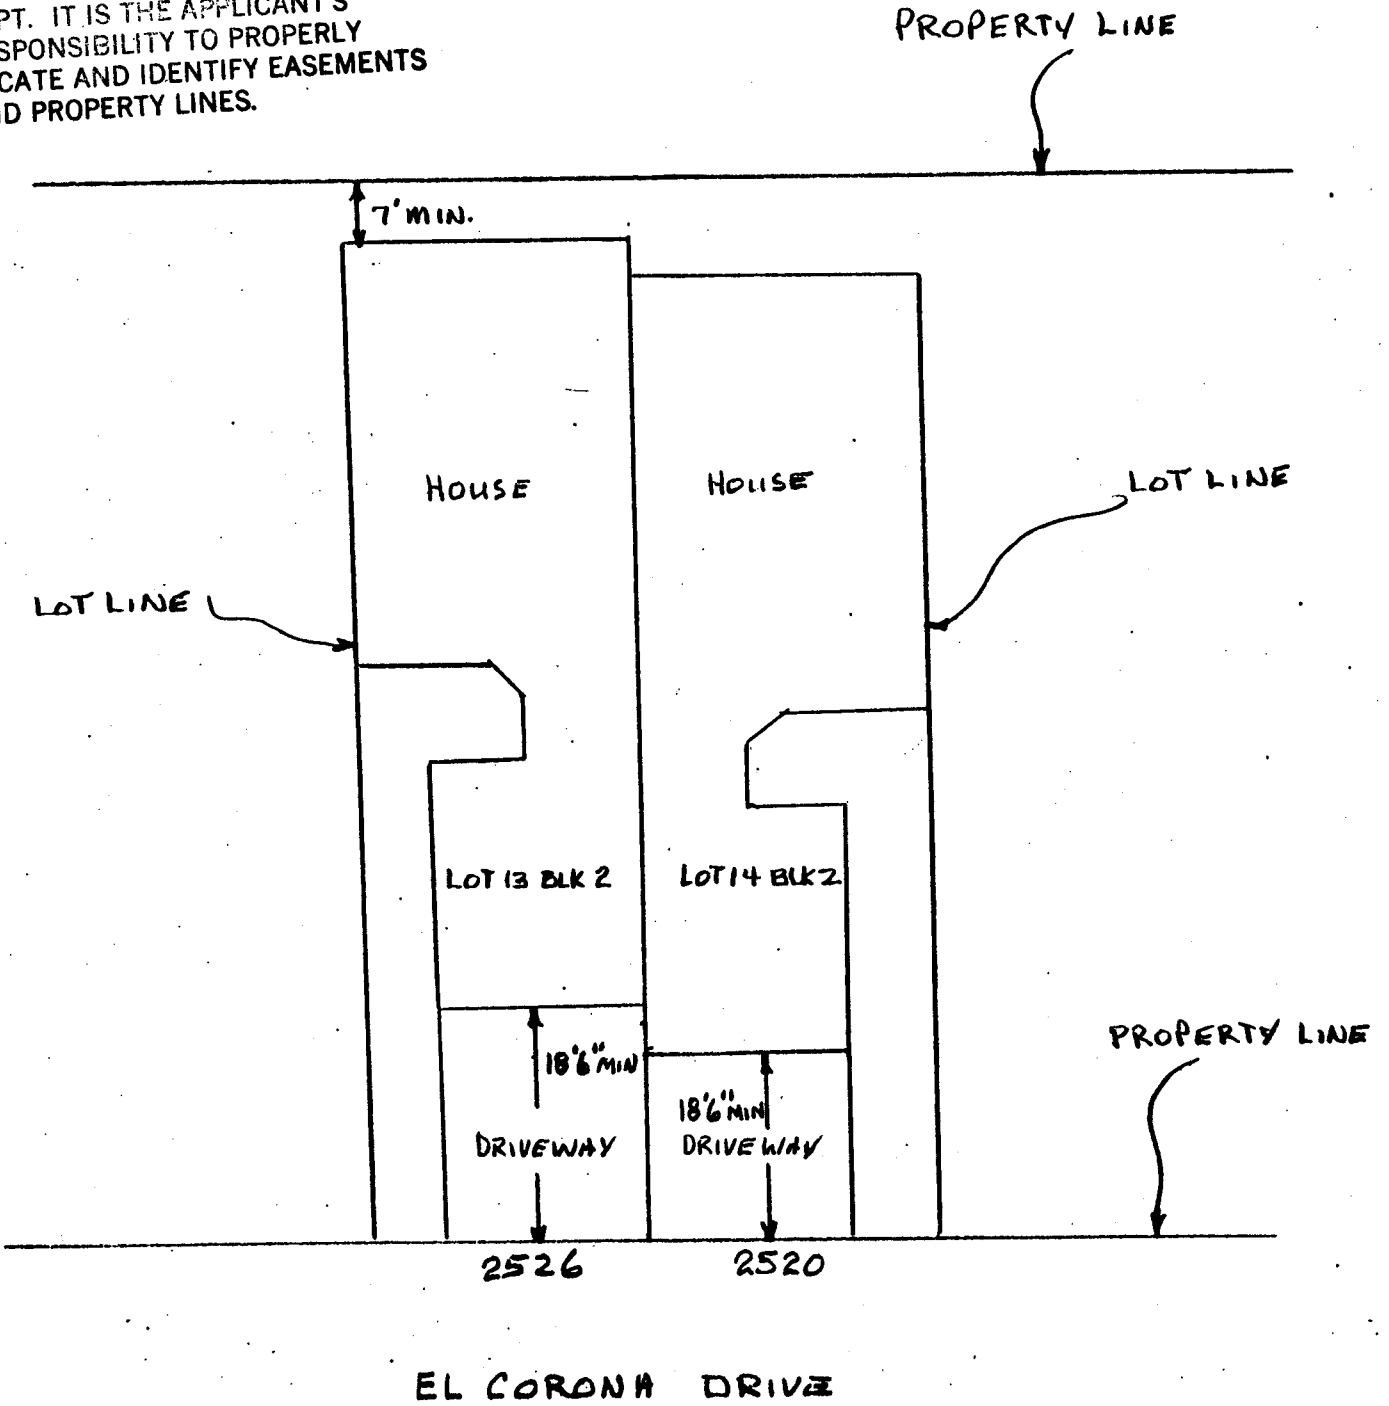 PT. IT IS THE APPLICANT'S
SPONSIBILITY TO PROPERLY
CATE AND IDENTIFY EASEMENTS
D PROPERTY LINES.
PROPERTY LINE
7' MIN.
HOUSE
HOUSE
LOT LINE
LOT LINE
LOT 13 BLK 2
LOT 14 BLK 2
PROPERTY LINE
18'6" MIN
18'6" MIN
DRIVEWAY
DRIVEWAY
2526
2520
EL CORONA DRIVE